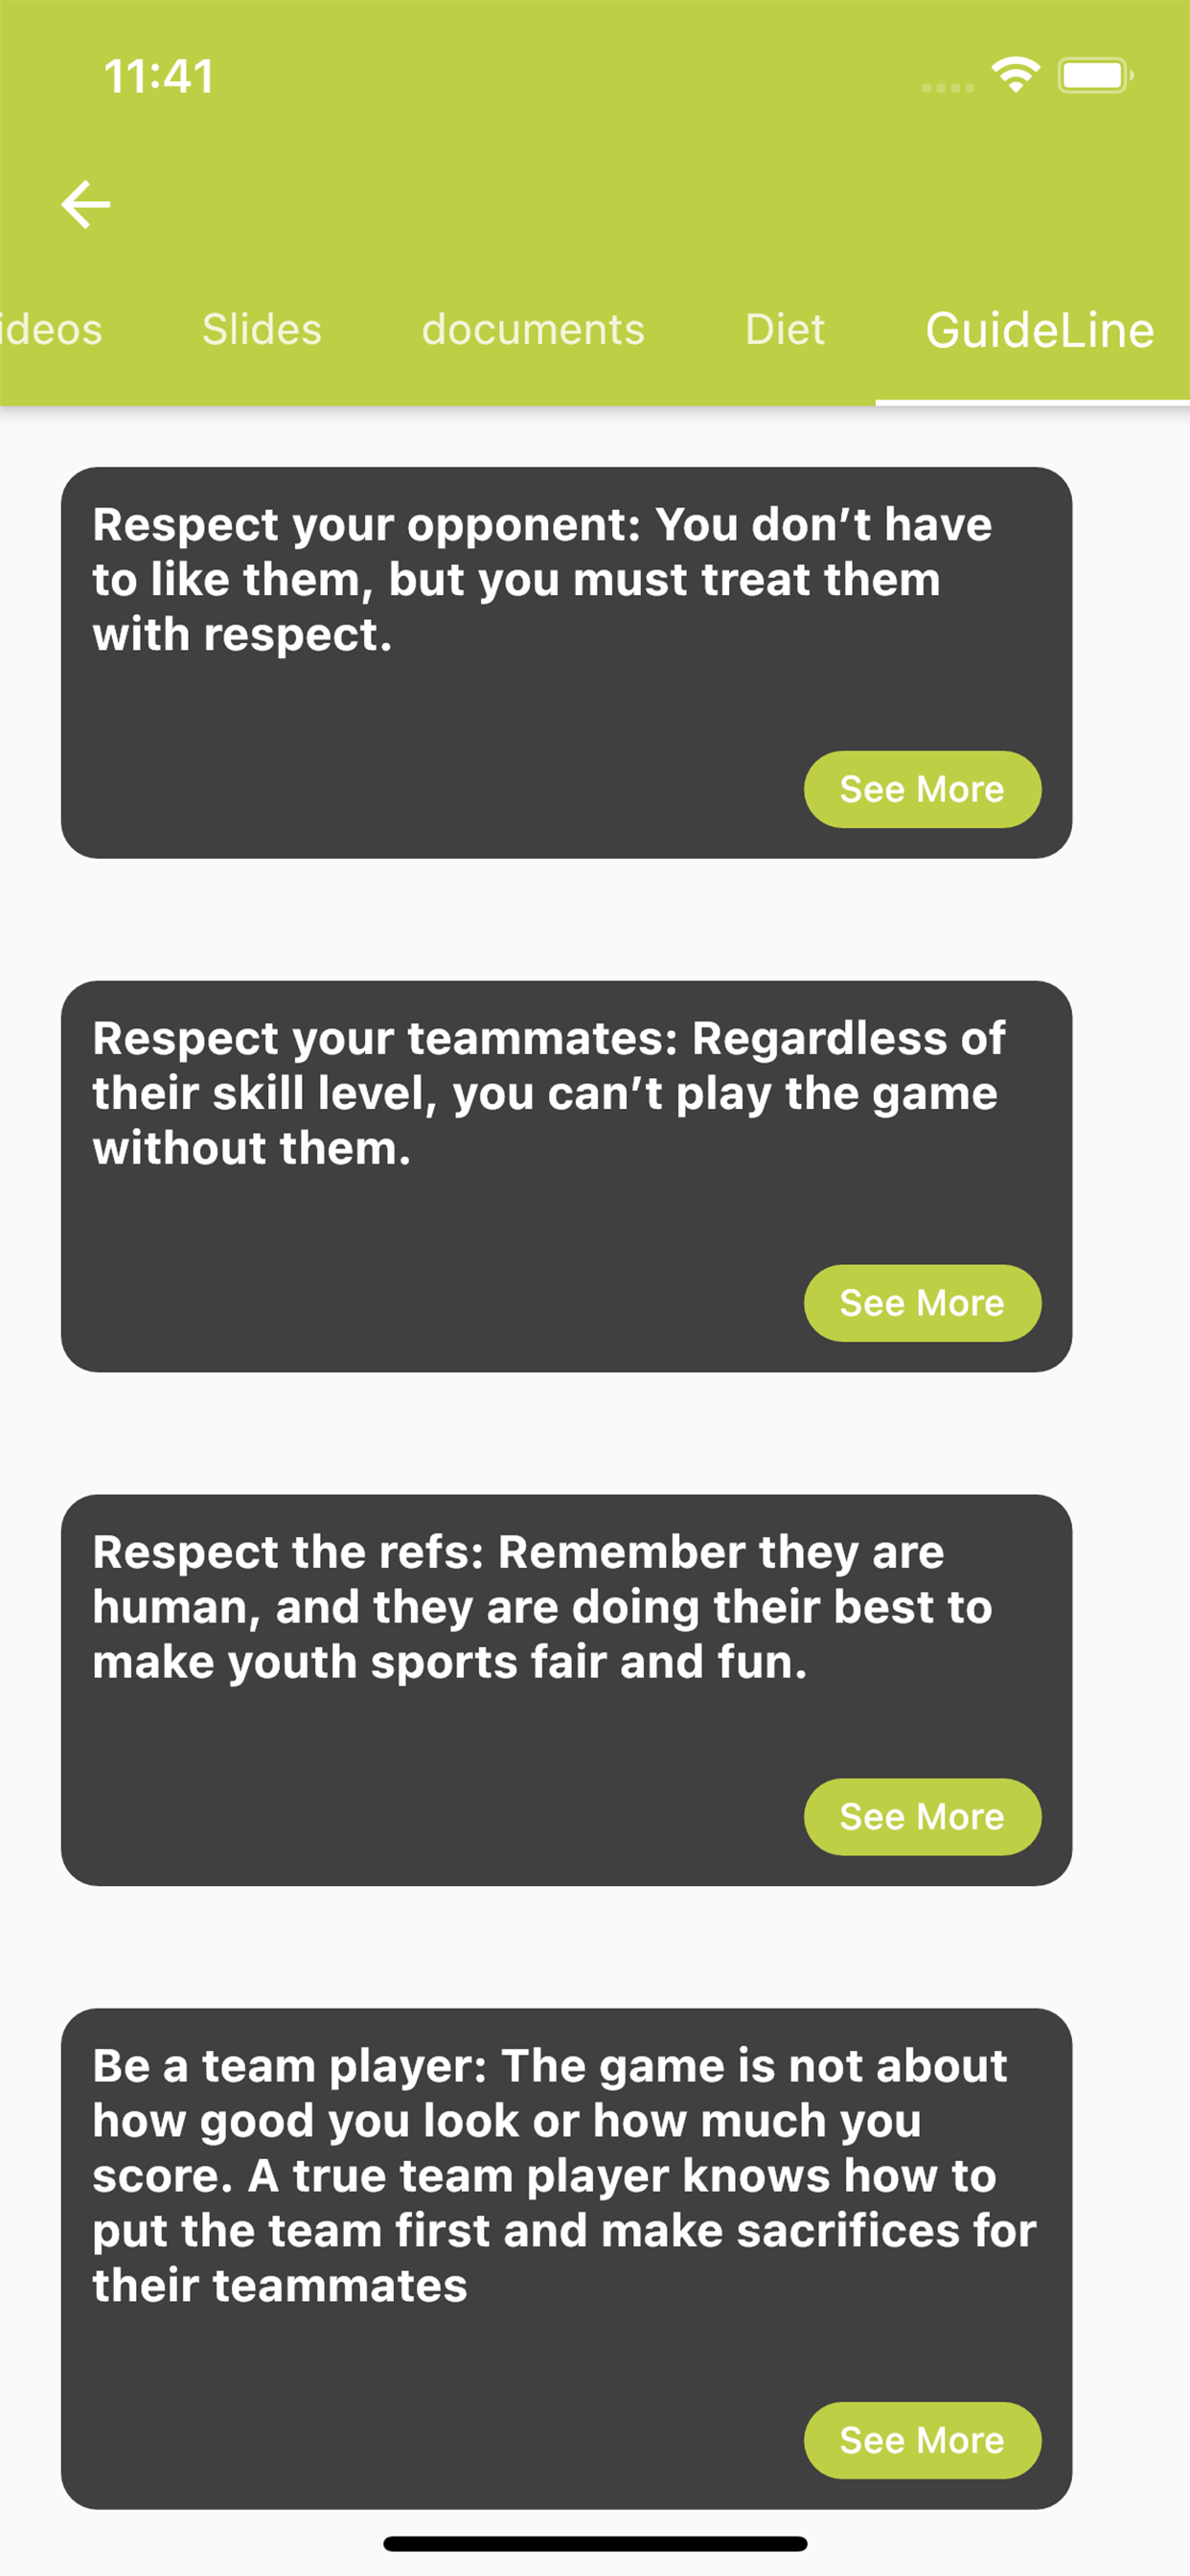 11:41
ideos Slides documents Diet GuideLine
Respect your opponent: You don’t have
to like them, but you must treat them
with respect.
See More
Respect your teammates: Regardless of
their skill level, you can’t play the game
without them.
See More
Respect the refs: Remember they are
human, and they are doing their best to
make youth sports fair and fun.
See More
Be a team player: The game is not about
how good you look or how much you
score. A true team player knows how to
put the team first and make sacrifices for
their teammates
See More